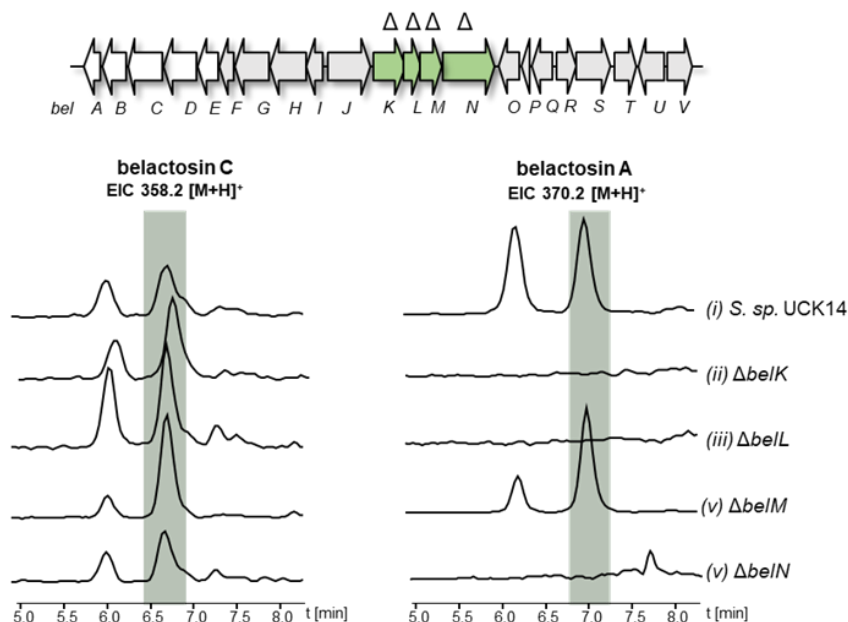 Δ Δ Δ Δ
bel A B C D E F G H I J K L M N O P Q R S T U V
belactosin C
EIC 358.2 [M+H]⁺
belactosin A
EIC 370.2 [M+H]⁺
(i) S. sp. UCK14
(ii) ΔbelK
(iii) ΔbelL
(v) ΔbelM
(v) ΔbelN
5.0 5.5 6.0 6.5 7.0 7.5 8.0 t [min]
5.0 5.5 6.0 6.5 7.0 7.5 8.0 t [min]